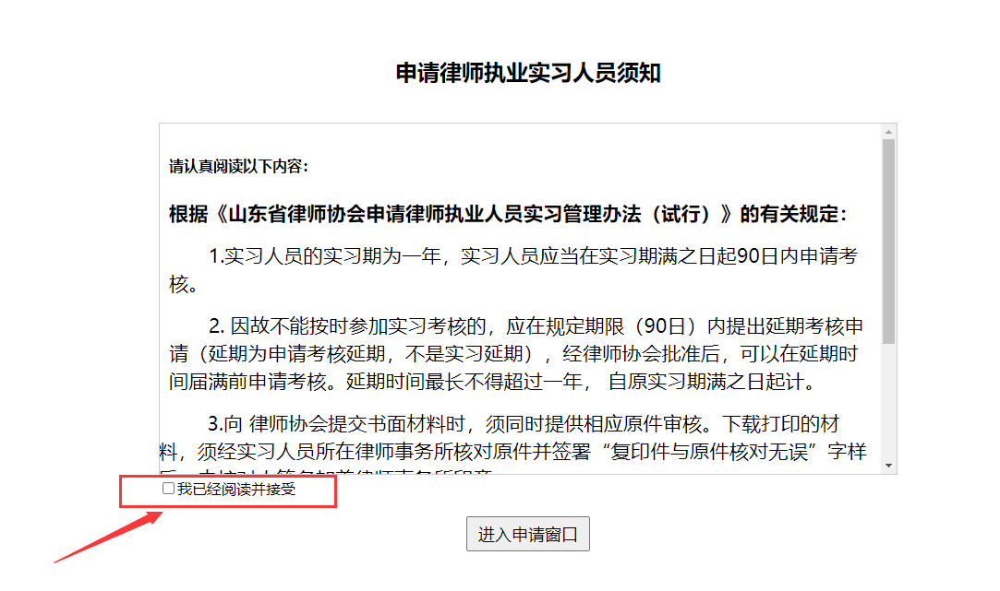 申请律师执业实习人员须知
请认真阅读以下内容：
根据《山东省律师协会申请律师执业人员实习管理办法（试行）》的有关规定：
1.实习人员的实习期为一年，实习人员应当在实习期满之日起90日内申请考
核。
2. 因故不能按时参加实习考核的，应在规定期限（90日）内提出延期考核申
请（延期为申请考核延期，不是实习延期），经律师协会批准后，可以在延期时
间届满前申请考核。延期时间最长不得超过一年， 自原实习期满之日起计。
3.向 律师协会提交书面材料时，须同时提供相应原件审核。下载打印的材
料，须经实习人员所在律师事务所核对原件并签署“复印件与原件核对无误”字样
我已经阅读并接受
进入申请窗口